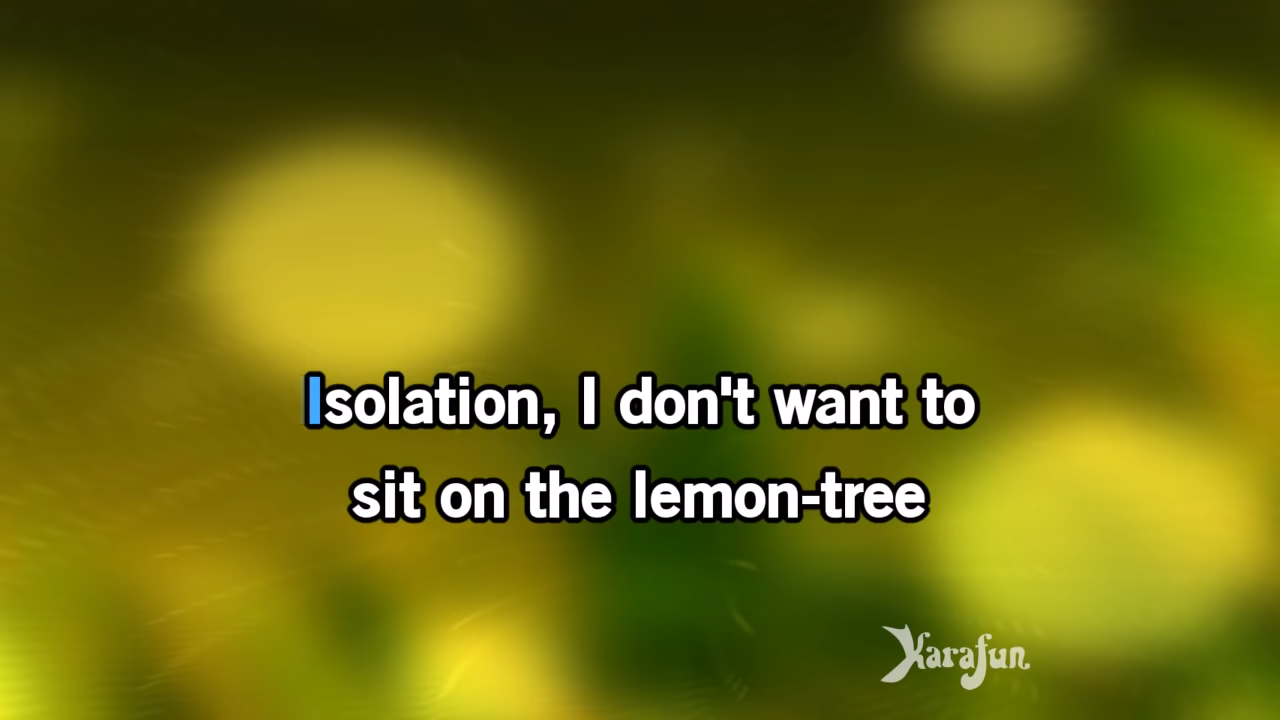 Isolation, I don't want to
sit on the lemon-tree
Karafun